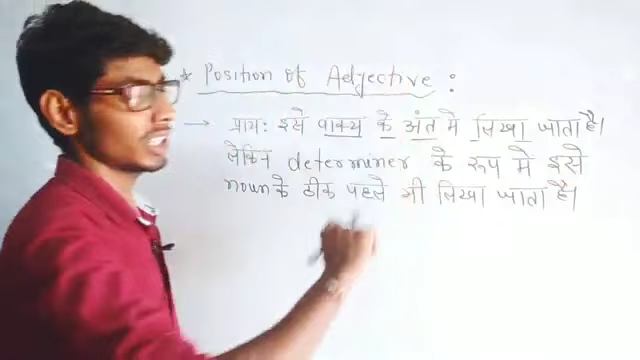 * Position of Adjective :
→ प्राय: इसे वाक्य के अंत मे लिखा जाता है।
लेकिन determiner के रूप मे इसे
noun के ठीक पहले भी लिखा जाता है।